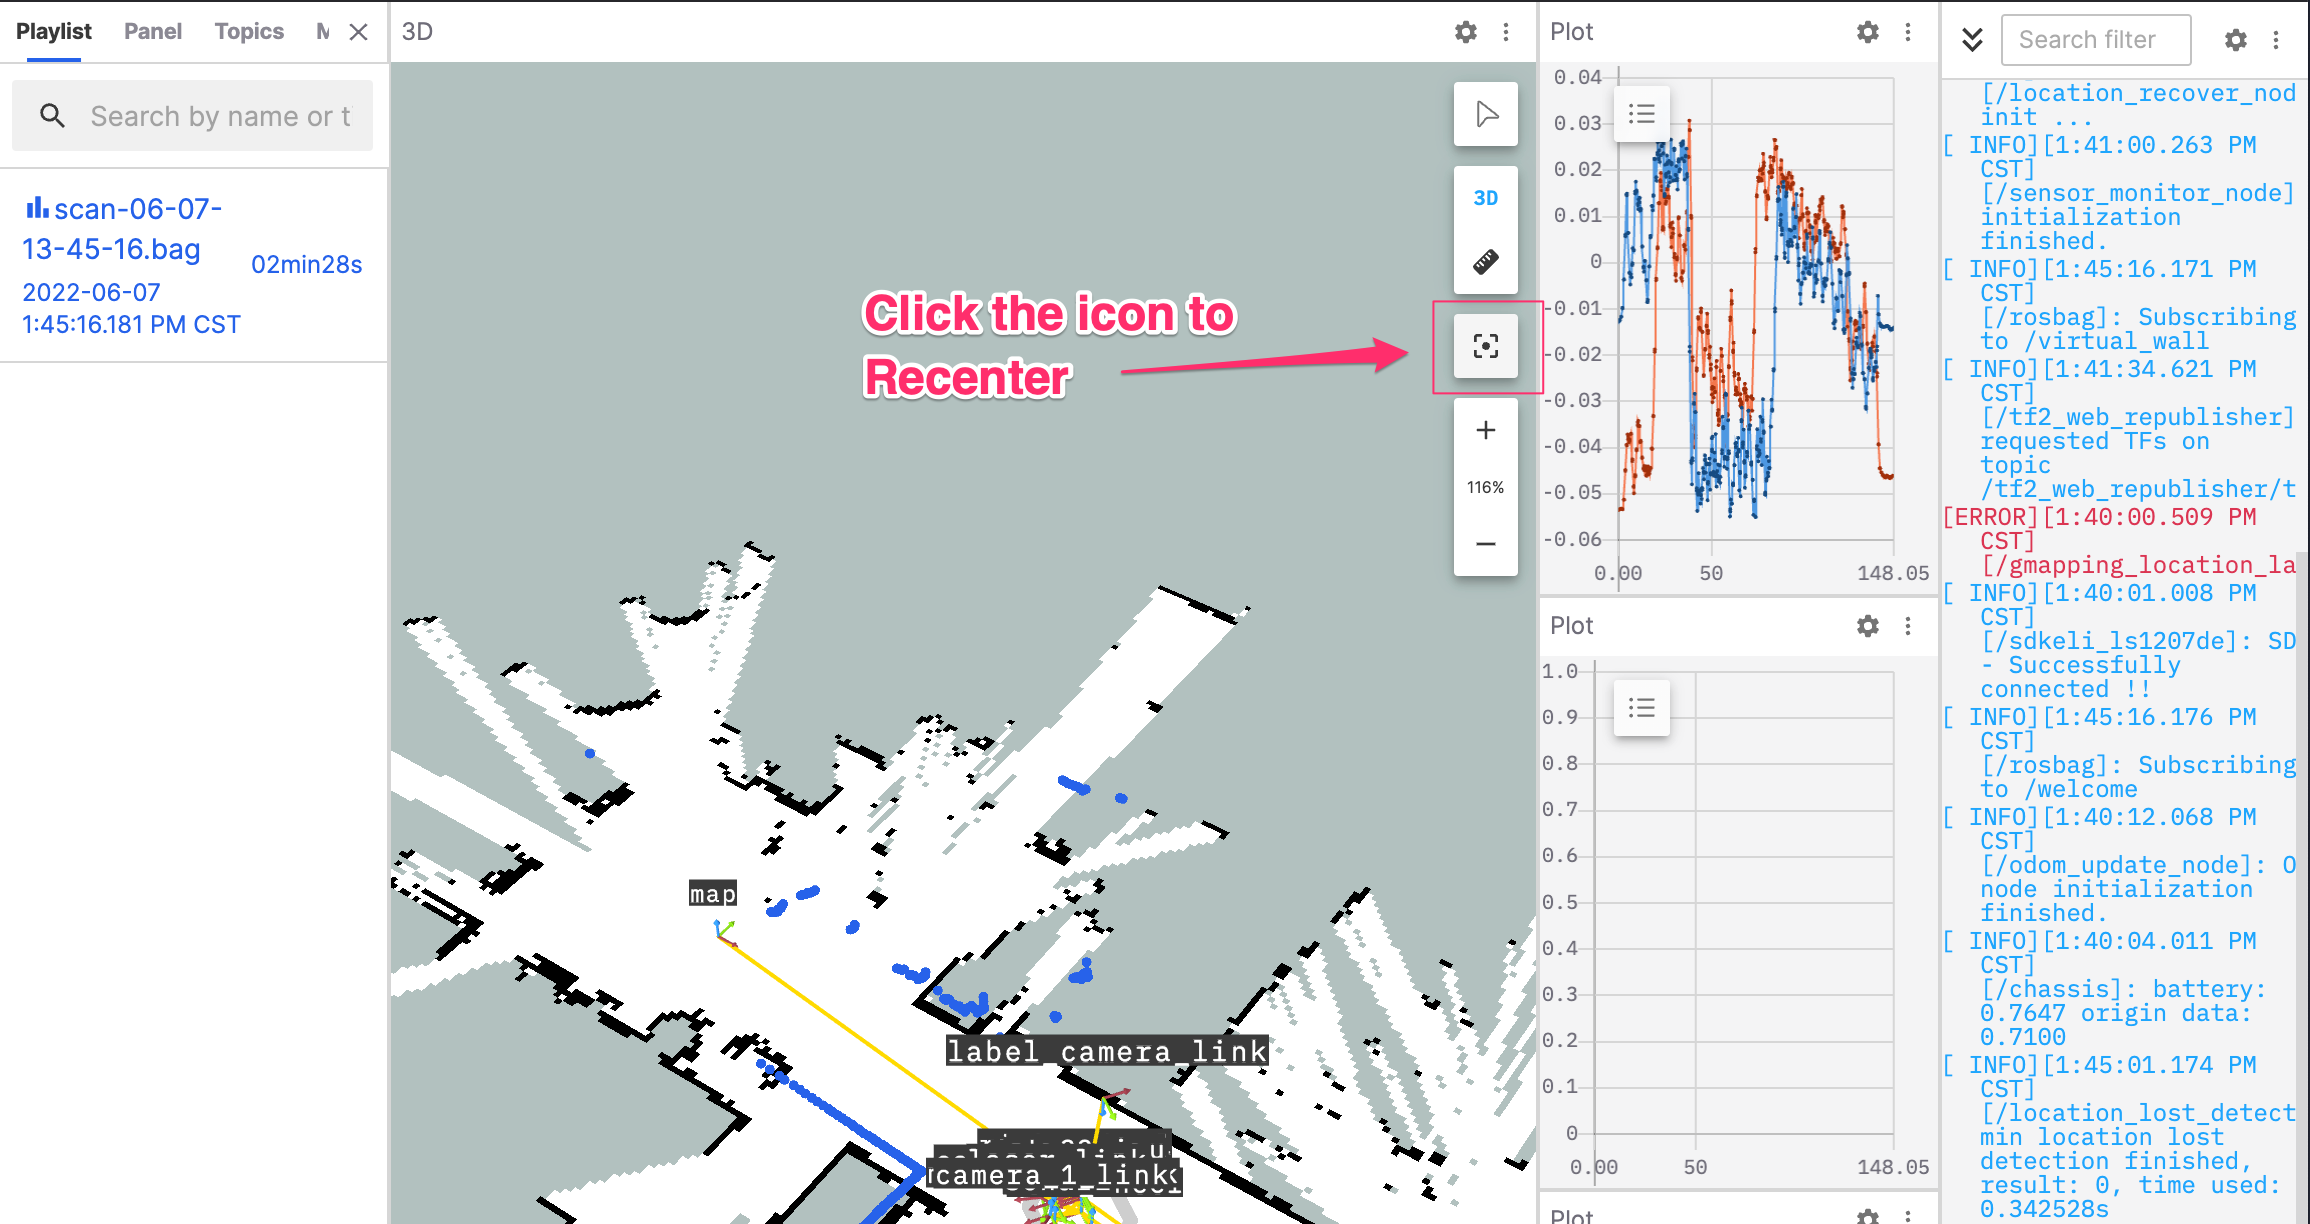 Playlist Panel Topics
Search by name or t
scan-06-07-
13-45-16.bag
02min28s
2022-06-07
1:45:16.181 PM CST
3D
3D
Click the icon to
Recenter
116%
map
label_camera_link
camera_1_link
Plot
0.04
0.03
0.02
0.01
0
-0.01
-0.02
-0.03
-0.04
-0.05
-0.06
0.00 50 148.05
Plot
1.0
0.9
0.8
0.7
0.6
0.5
0.4
0.3
0.2
0.1
0
0.00 50 148.05
Plot
Search filter
[/location_recover_nod
init ...
[ INFO][1:41:00.263 PM
CST]
[/sensor_monitor_node]
initialization
finished.
[ INFO][1:45:16.171 PM
CST]
[/rosbag]: Subscribing
to /virtual_wall
[ INFO][1:41:34.621 PM
CST]
[/tf2_web_republisher]
requested TFs on
topic
/tf2_web_republisher/t
[ERROR][1:40:00.509 PM
CST]
[/gmapping_location_la
[ INFO][1:40:01.008 PM
CST]
[/sdkeli_ls1207de]: SD
- Successfully
connected !!
[ INFO][1:45:16.176 PM
CST]
[/rosbag]: Subscribing
to /welcome
[ INFO][1:40:12.068 PM
CST]
[/odom_update_node]: O
node initialization
finished.
[ INFO][1:40:04.011 PM
CST]
[/chassis]: battery:
0.7647 origin data:
0.7100
[ INFO][1:45:01.174 PM
CST]
[/location_lost_detect
min location lost
detection finished,
result: 0, time used:
0.342528s